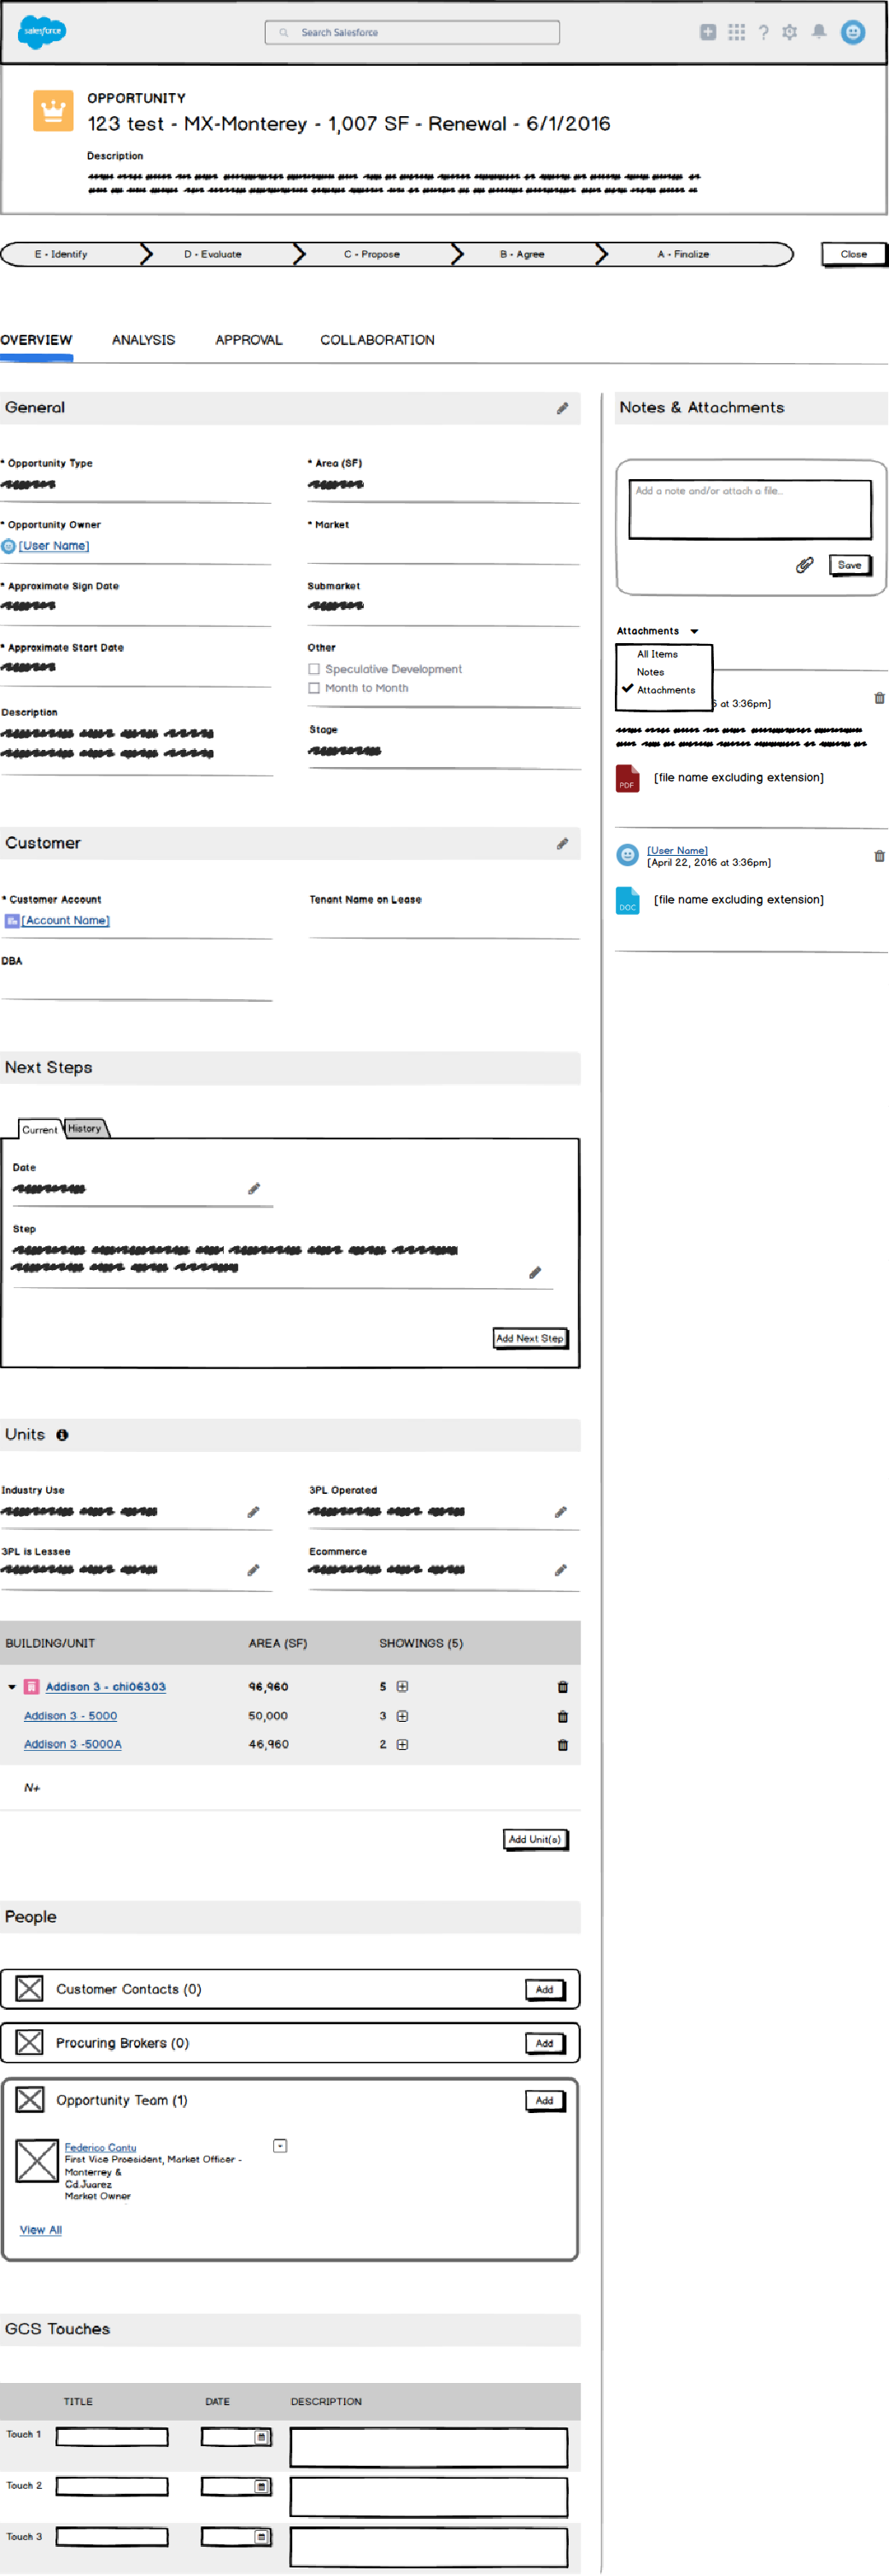 salesforce
Search Salesforce
OPPORTUNITY
123 test - MX-Monterey - 1,007 SF - Renewal - 6/1/2016
Description
E - Identify
D - Evaluate
C - Propose
B - Agree
A - Finalize
Close
OVERVIEW
ANALYSIS
APPROVAL
COLLABORATION
General
* Opportunity Type
* Area (SF)
* Opportunity Owner
[User Name]
* Market
* Approximate Sign Date
Submarket
* Approximate Start Date
Other
Speculative Development
Month to Month
Description
Stage
Customer
* Customer Account
[Account Name]
Tenant Name on Lease
DBA
Next Steps
Current
History
Date
Step
Add Next Step
Units
Industry Use
3PL Operated
3PL is Lessee
Ecommerce
BUILDING/UNIT AREA (SF) SHOWINGS (5)
Addison 3 - chi06303 96,960 5
Addison 3 - 5000 50,000 3
Addison 3 -5000A 46,960 2
N+
Add Unit(s)
People
Customer Contacts (0)
Add
Procuring Brokers (0)
Add
Opportunity Team (1)
Add
Federico Cantu
First Vice Proesident, Market Officer -
Monterrey &
Cd.Juarez
Market Owner
View All
GCS Touches
TITLE DATE DESCRIPTION
Touch 1
Touch 2
Touch 3
Notes & Attachments
Add a note and/or attach a file...
Save
Attachments
All Items
Notes
Attachments
at 3:36pm]
PDF
[file name excluding extension]
[User Name]
[April 22, 2016 at 3:36pm]
DOC
[file name excluding extension]